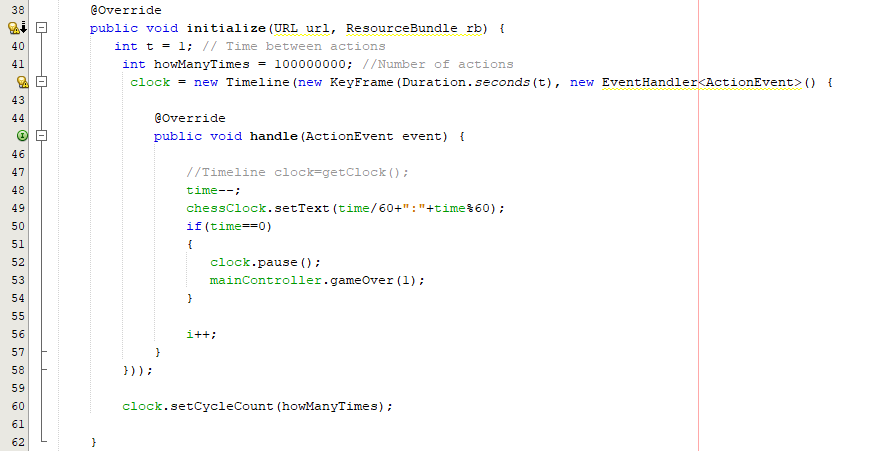 38 @Override
public void initialize(URL url, ResourceBundle rb) {
40 int t = 1; // Time between actions
41 int howManyTimes = 100000000; //Number of actions
clock = new Timeline(new KeyFrame(Duration.seconds(t), new EventHandler<ActionEvent>() {
43
44 @Override
public void handle(ActionEvent event) {
46
47 //Timeline clock=getClock();
48 time--;
49 chessClock.setText(time/60+":"+time%60);
50 if(time==0)
51 {
52 clock.pause();
53 mainController.gameOver(1);
54 }
55
56 i++;
57 }
58 }));
59
60 clock.setCycleCount(howManyTimes);
61
62 }